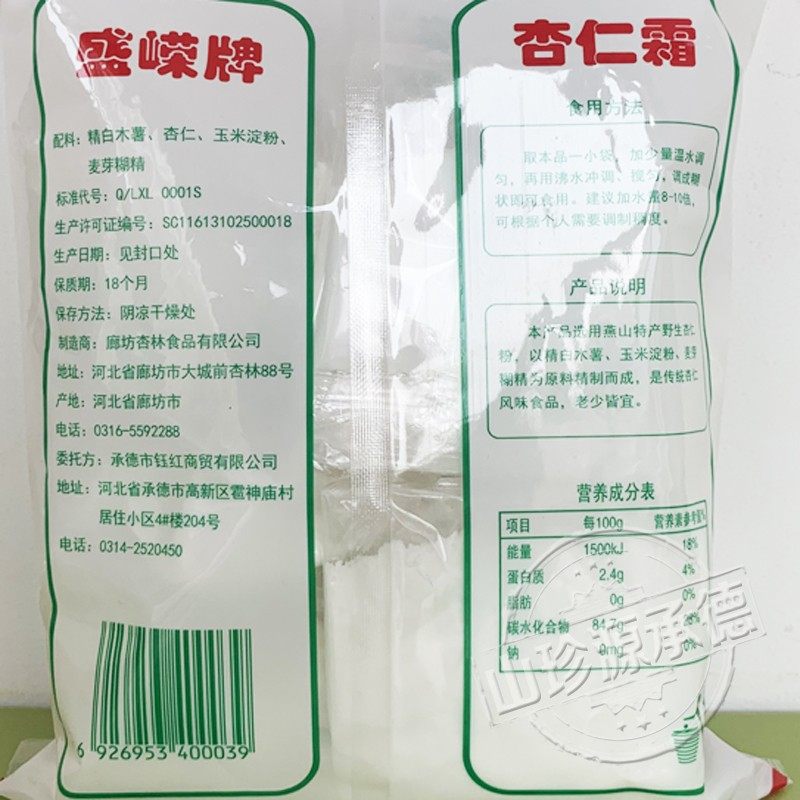 盛嵘牌
配料：精白木薯、杏仁、玉米淀粉、
麦芽糊精
标准代号：Q/LXL 0001S
生产许可证编号：SC11613102500018
生产日期：见封口处
保质期：18个月
保存方法：阴凉干燥处
制造商：廊坊杏林食品有限公司
地址：河北省廊坊市大城前杏林88号
产地：河北省廊坊市
电话：0316-5592288
委托方：承德市钰红商贸有限公司
地址：河北省承德市高新区雹神庙村
居住小区4#楼204号
电话：0314-2520450
6 926953 400039
杏仁霜
食用方法
取本品一小袋，加少量温水调
匀，再用沸水冲调、搅匀，调成糊
状即可食用。建议加水量8-10倍，
可根据个人需要调制稠度。
产品说明
本产品选用燕山特产野生杏仁
粉，以精白木薯、玉米淀粉、麦芽
糊精为原料精制而成，是传统杏仁
风味食品，老少皆宜。
营养成分表
项目 每100g 营养素参考值%
能量 1500kJ 18%
蛋白质 2.4g 4%
脂肪 0g 0%
碳水化合物 84.7g 28%
钠 0mg 0%
山珍源承德